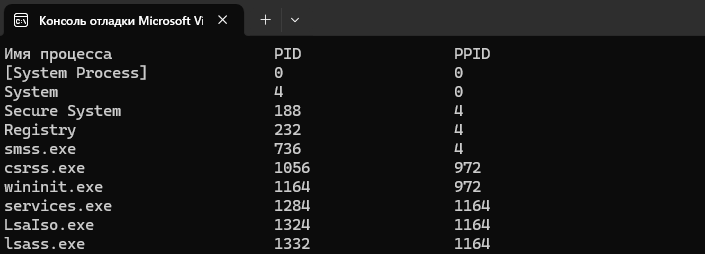 Консоль отладки Microsoft Vi
Имя процесса PID PPID
[System Process] 0 0
System 4 0
Secure System 188 4
Registry 232 4
smss.exe 736 4
csrss.exe 1056 972
wininit.exe 1164 972
services.exe 1284 1164
LsaIso.exe 1324 1164
lsass.exe 1332 1164